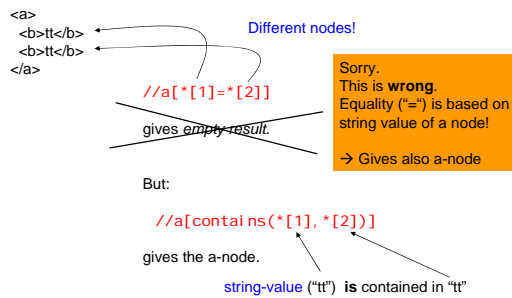 <a>
<b>tt</b>
<b>tt</b>
</a>
Different nodes!
//a[*[1]=*[2]]
gives empty result.
Sorry.
This is wrong.
Equality ("=") is based on
string value of a node!
→ Gives also a-node
But:
//a[contains(*[1],*[2])]
gives the a-node.
string-value ("tt") is contained in "tt"